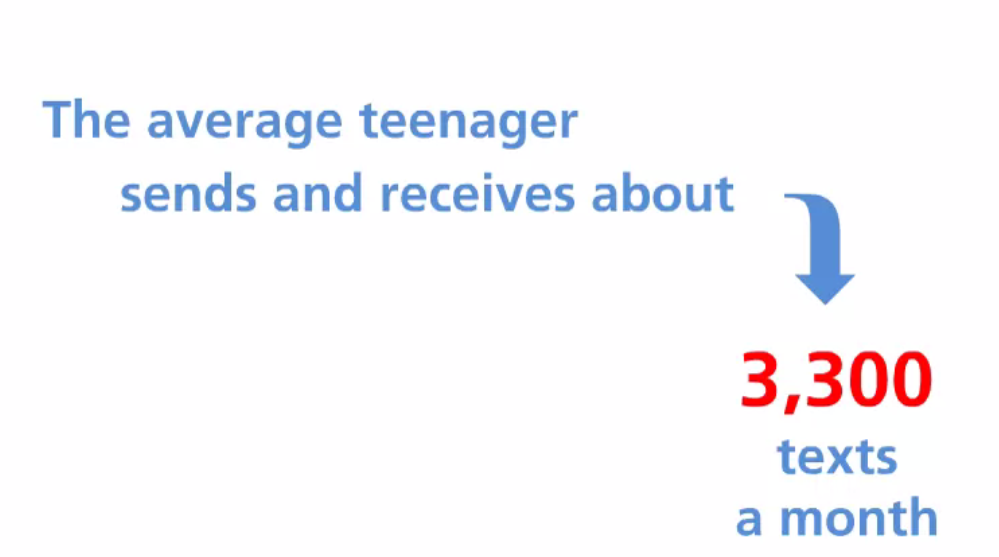 The average teenager
sends and receives about
3,300
texts
a month